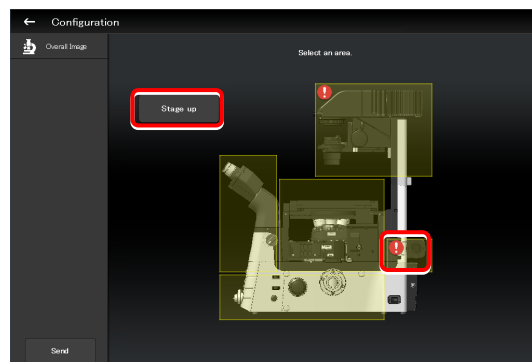 Configuration
Overall Image
Select an area.
Stage up
!
!
Send